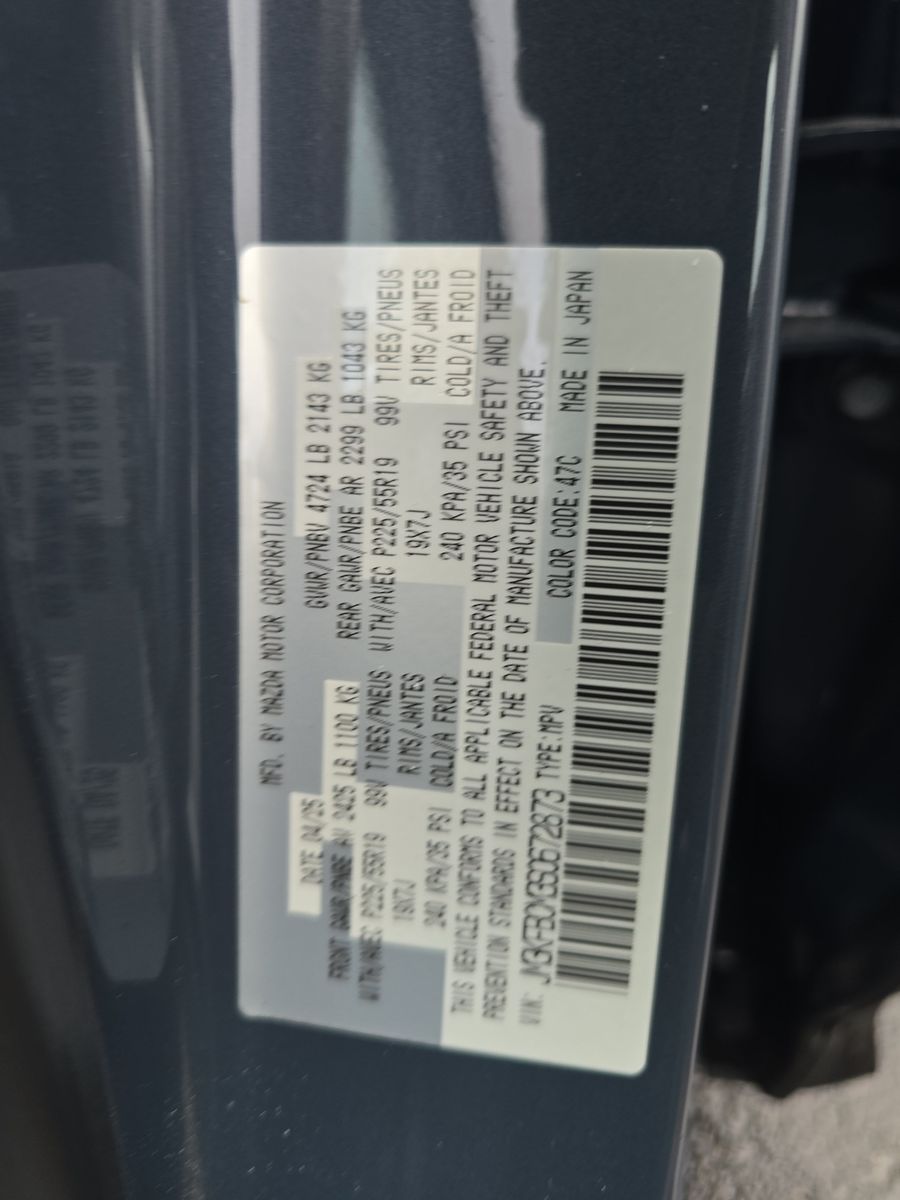 MFD. BY MAZDA MOTOR CORPORATION
DATE 04/25 GVWR/PNBV 4724 LB 2143 KG
FRONT GAWR/PNBE AV 2425 LB 1100 KG REAR GAWR/PNBE AR 2299 LB 1043 KG
WITH/AVEC P225/55R19 99V TIRES/PNEUS WITH/AVEC P225/55R19 99V TIRES/PNEUS
19X7J RIMS/JANTES 19X7J RIMS/JANTES
240 KPA/35 PSI COLD/A FROID 240 KPA/35 PSI COLD/A FROID
THIS VEHICLE CONFORMS TO ALL APPLICABLE FEDERAL MOTOR VEHICLE SAFETY AND THEFT
PREVENTION STANDARDS IN EFFECT ON THE DATE OF MANUFACTURE SHOWN ABOVE.
VIN: JM3KFBCM3S0672873 TYPE:MPV COLOR CODE:47C MADE IN JAPAN